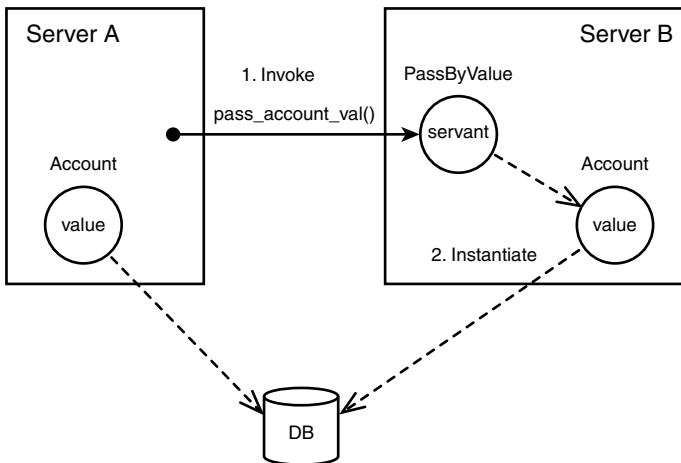 Server A
Server B
1. Invoke
PassByValue
pass_account_val()
servant
Account
Account
value
value
2. Instantiate
DB